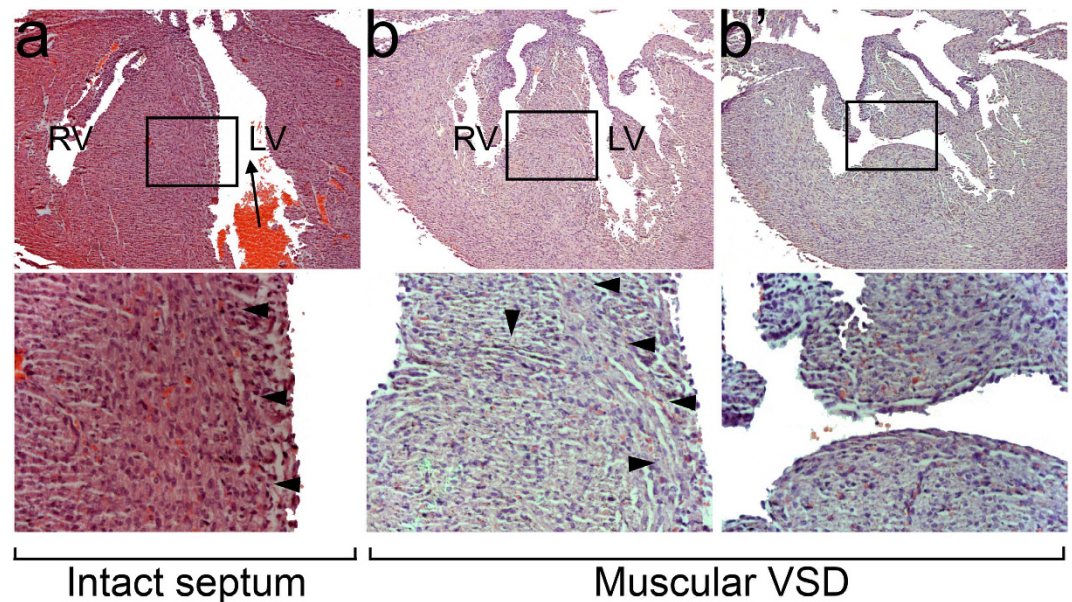 a
b
b'
RV
LV
RV
LV
Intact septum
Muscular VSD